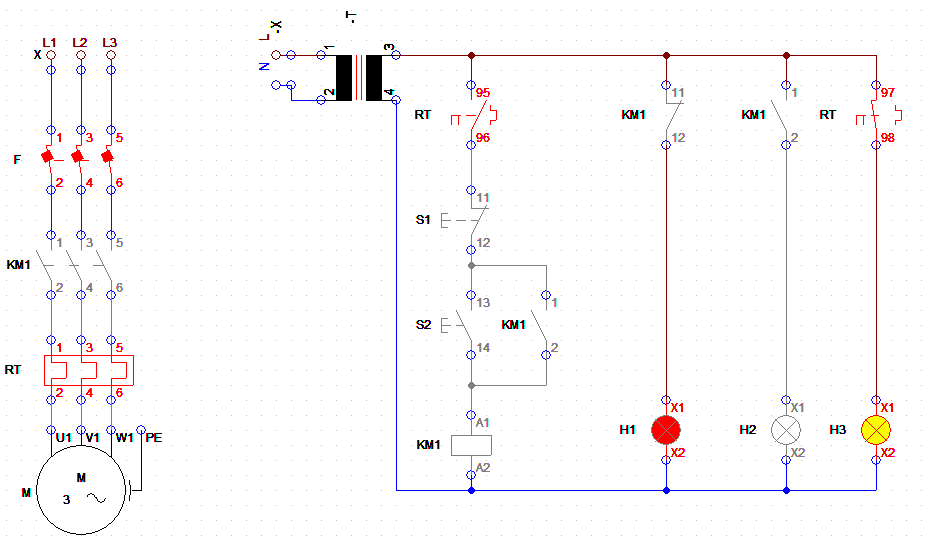 L1 L2 L3
X
1 3 5
F
2 4 6
1 3 5
KM1
2 4 6
1 3 5
RT
2 4 6
U1 V1 W1 PE
M
M
3
-X
-T
L
N
1 3
2 4
95
RT
96
11
S1
12
13
S2
14
1
KM1
2
A1
KM1
A2
11
KM1
12
1
KM1
2
97
RT
98
X1
H1
X2
X1
H2
X2
X1
H3
X2